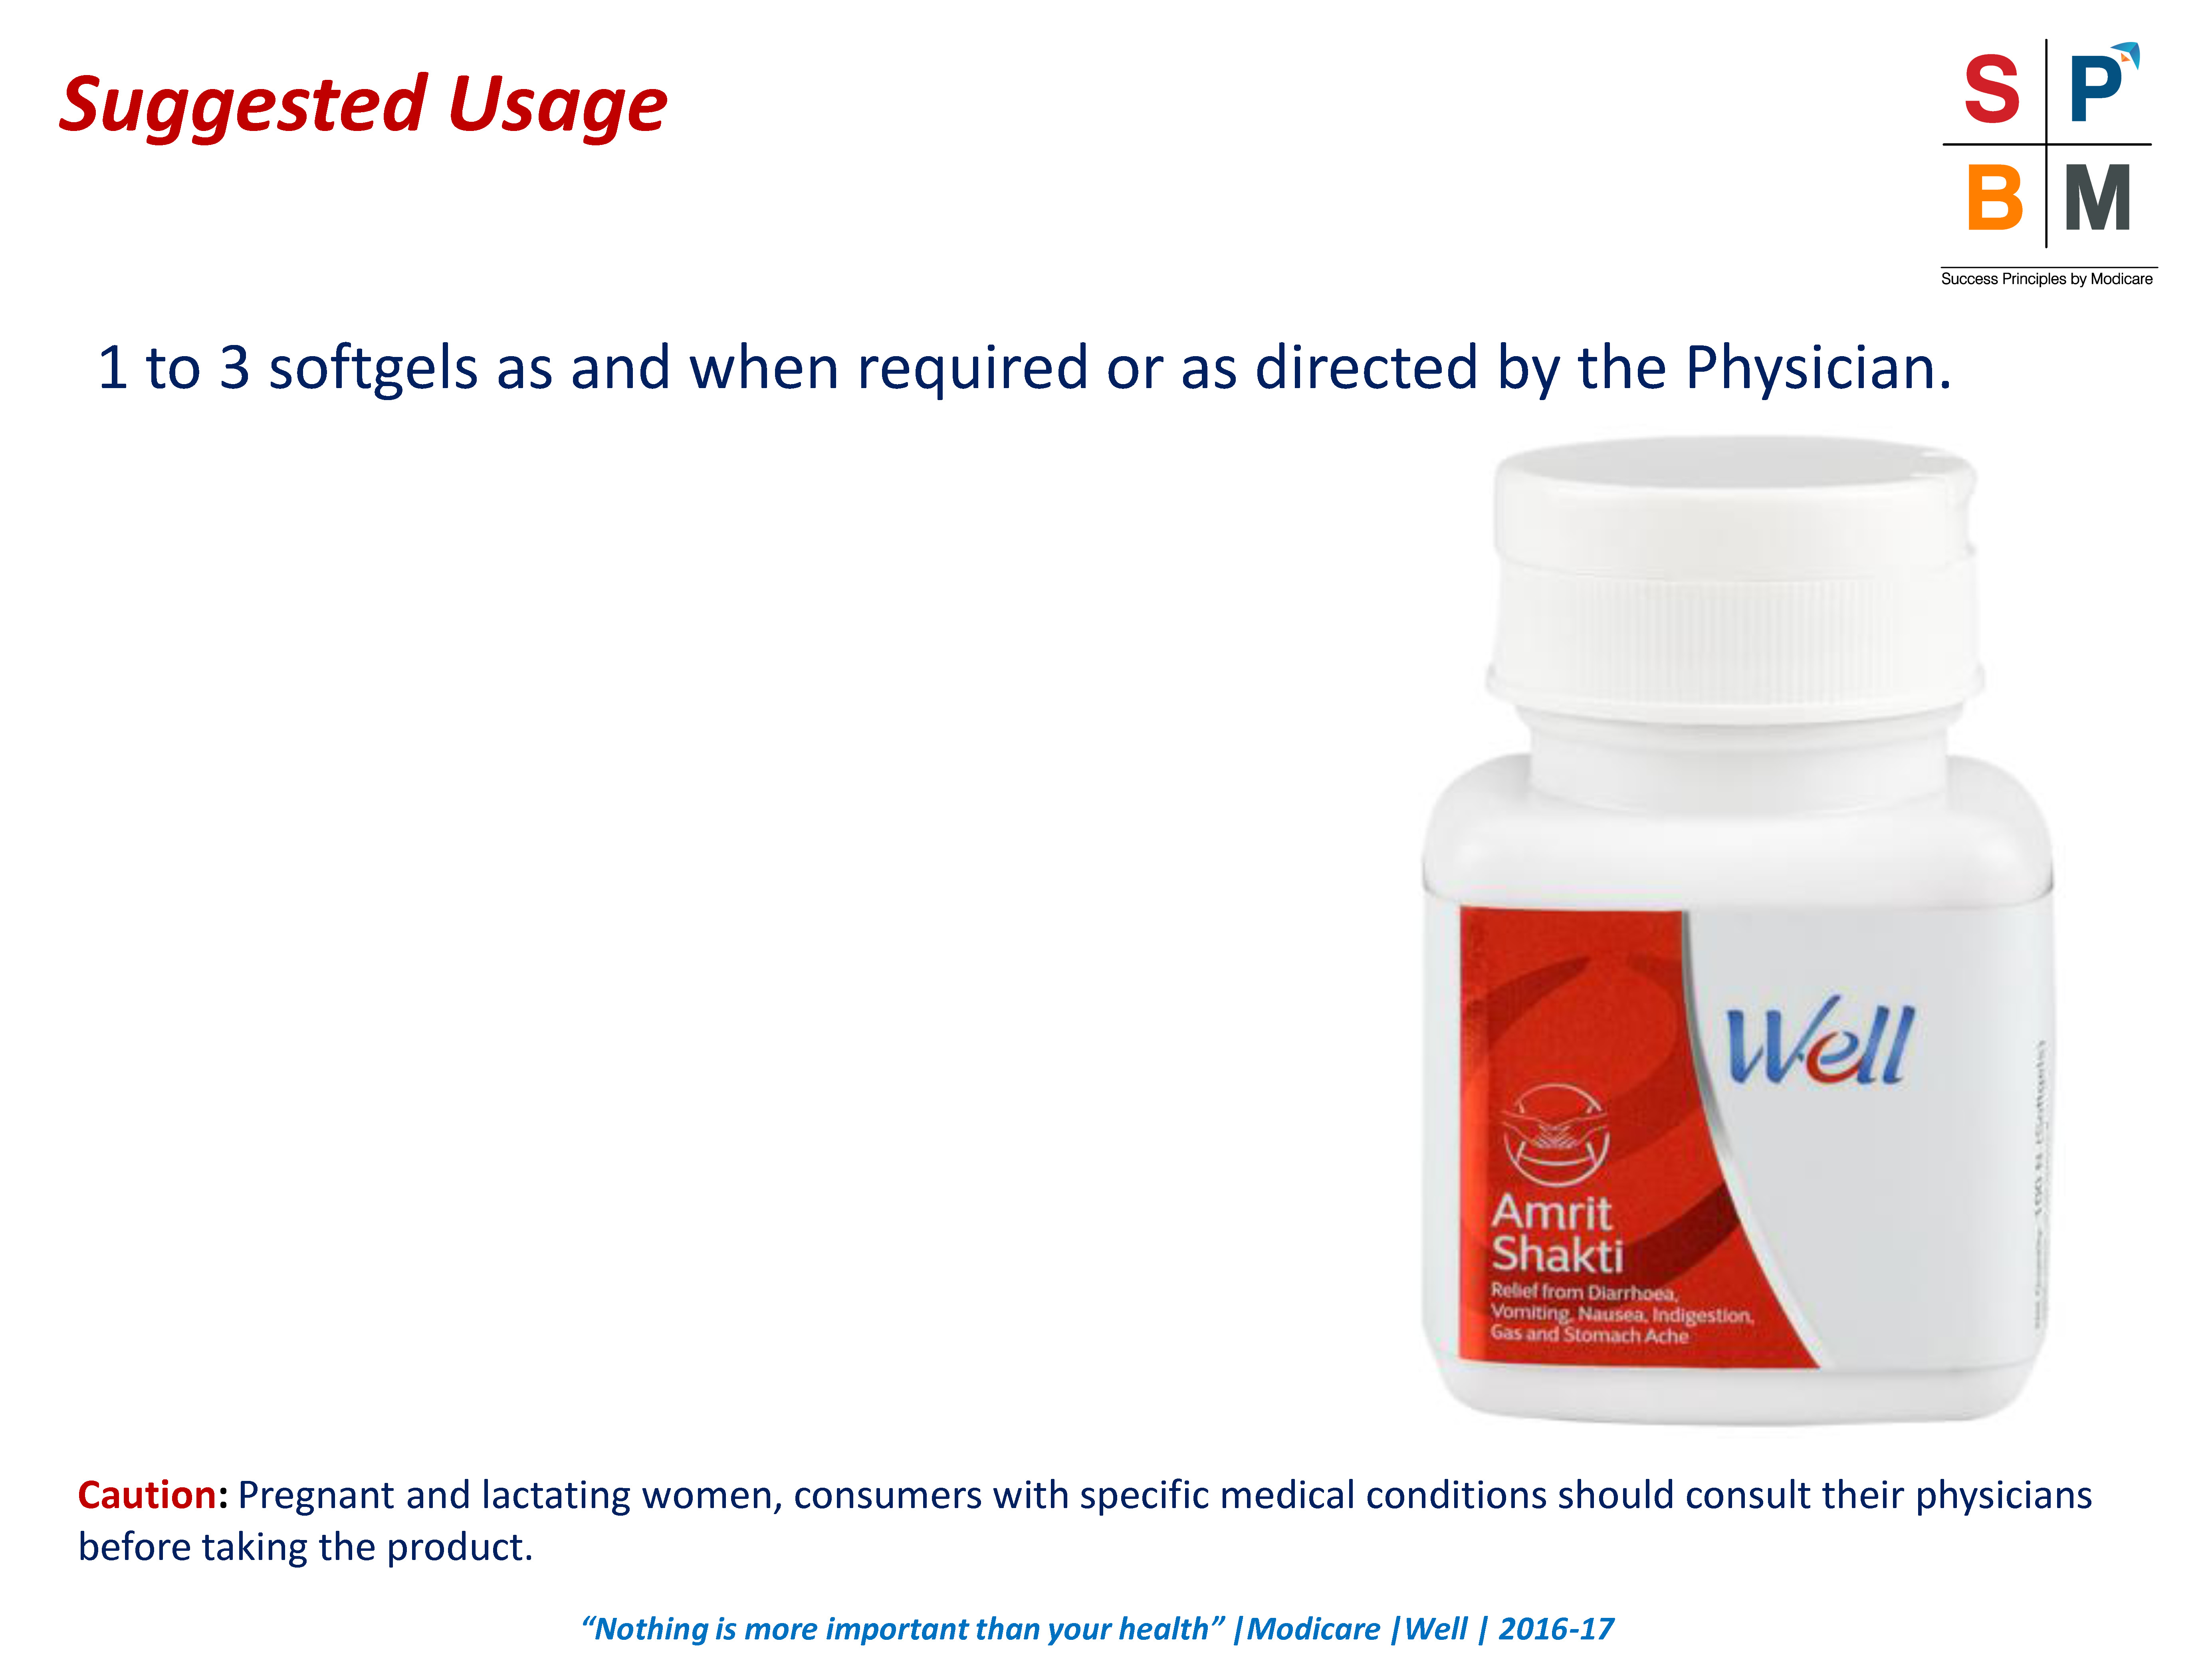 Suggested Usage
S P
B M
Success Principles by Modicare
1 to 3 softgels as and when required or as directed by the Physician.
Well
Amrit
Shakti
Relief from Diarrhoea,
Vomiting, Nausea, Indigestion,
Gas and Stomach Ache
Caution: Pregnant and lactating women, consumers with specific medical conditions should consult their physicians
before taking the product.
“Nothing is more important than your health” |Modicare |Well | 2016-17